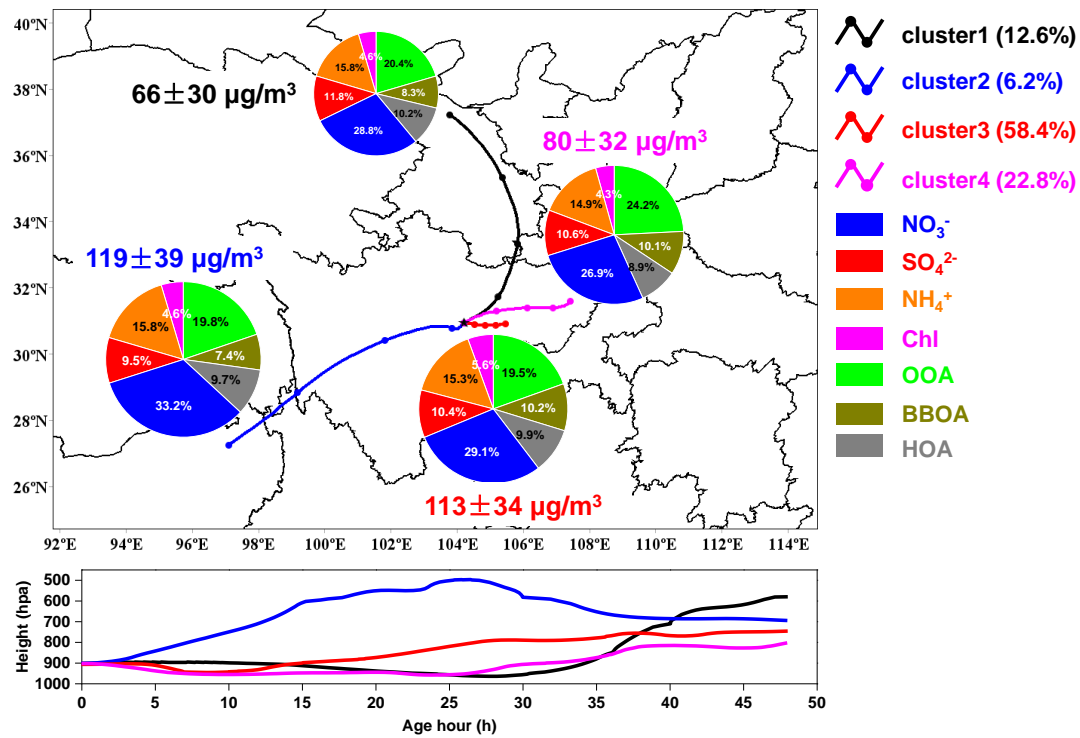 40°N
38°N
36°N
34°N
32°N
30°N
28°N
26°N
92°E 94°E 96°E 98°E 100°E 102°E 104°E 106°E 108°E 110°E 112°E 114°E
66±30 µg/m³
4.6%
20.4%
15.8%
8.3%
11.8%
10.2%
28.8%
80±32 µg/m³
4.3%
24.2%
14.9%
10.1%
10.6%
8.9%
26.9%
119±39 µg/m³
4.6%
19.8%
15.8%
7.4%
9.5%
9.7%
33.2%
5.6%
19.5%
15.3%
10.2%
10.4%
9.9%
29.1%
113±34 µg/m³
cluster1 (12.6%)
cluster2 (6.2%)
cluster3 (58.4%)
cluster4 (22.8%)
NO₃⁻
SO₄²⁻
NH₄⁺
Chl
OOA
BBOA
HOA
Height (hpa)
500
600
700
800
900
1000
0 5 10 15 20 25 30 35 40 45 50
Age hour (h)